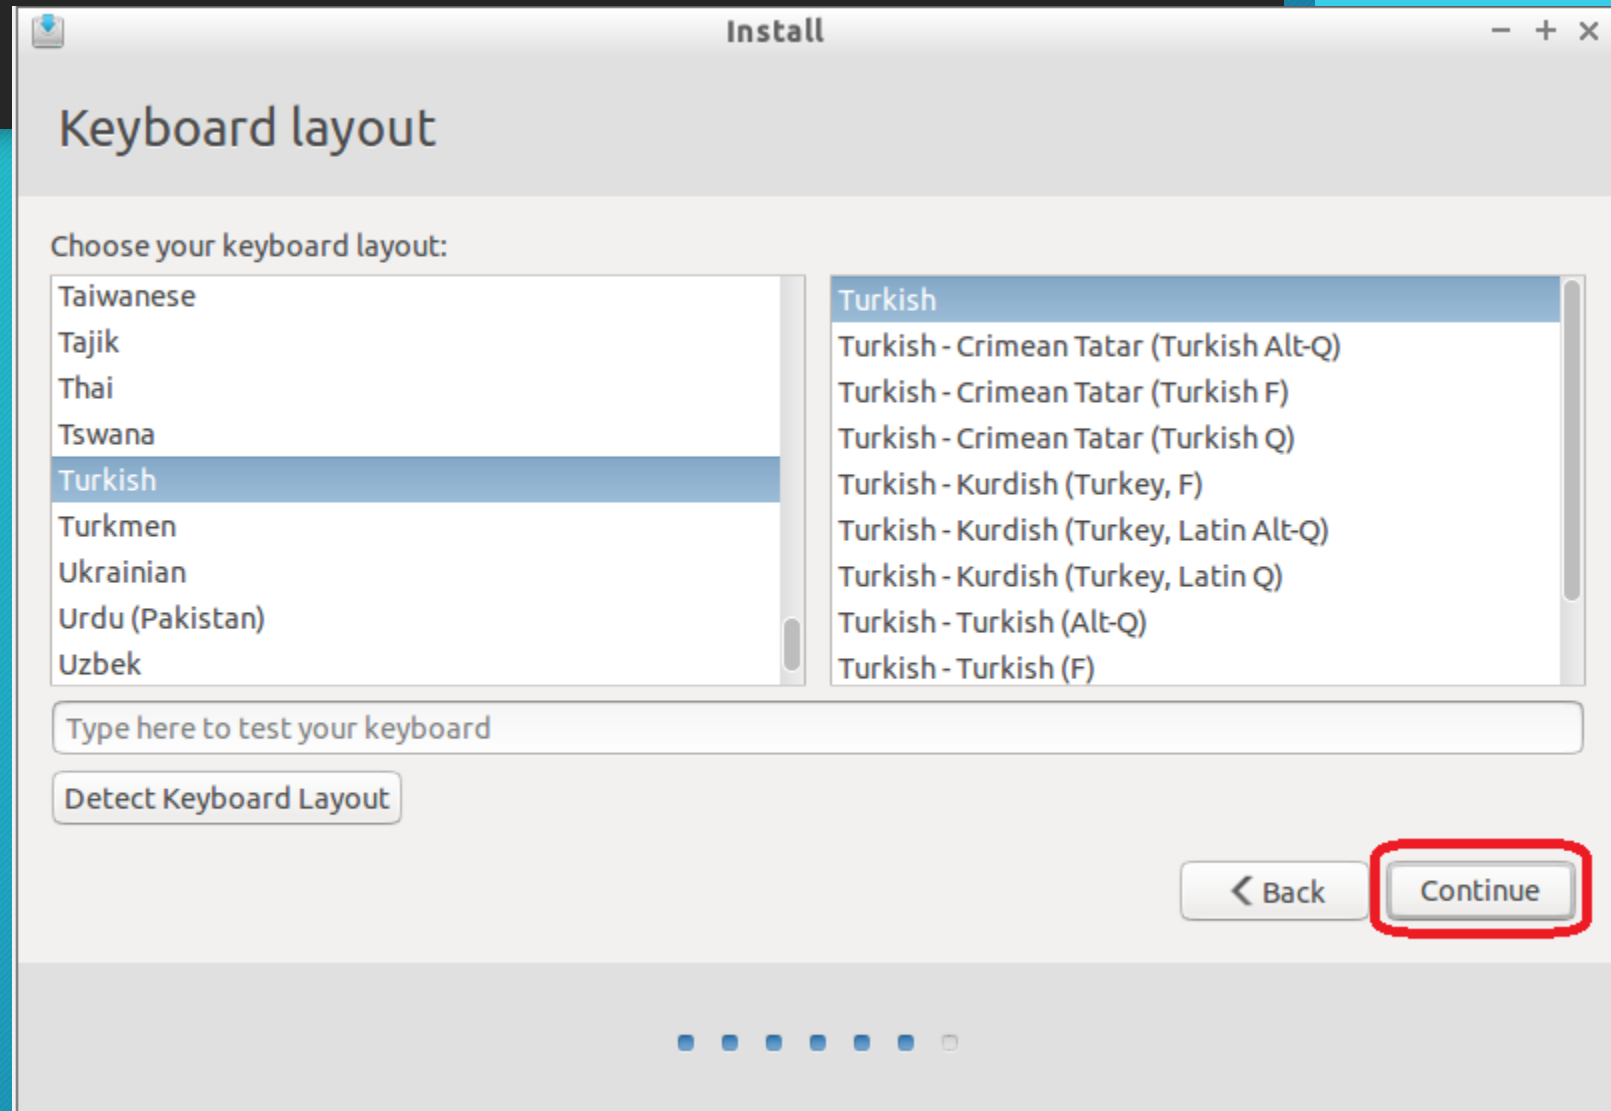 Install
Keyboard layout
Choose your keyboard layout:
Taiwanese
Tajik
Thai
Tswana
Turkish
Turkmen
Ukrainian
Urdu (Pakistan)
Uzbek
Turkish
Turkish - Crimean Tatar (Turkish Alt-Q)
Turkish - Crimean Tatar (Turkish F)
Turkish - Crimean Tatar (Turkish Q)
Turkish - Kurdish (Turkey, F)
Turkish - Kurdish (Turkey, Latin Alt-Q)
Turkish - Kurdish (Turkey, Latin Q)
Turkish - Turkish (Alt-Q)
Turkish - Turkish (F)
Type here to test your keyboard
Detect Keyboard Layout
Back
Continue